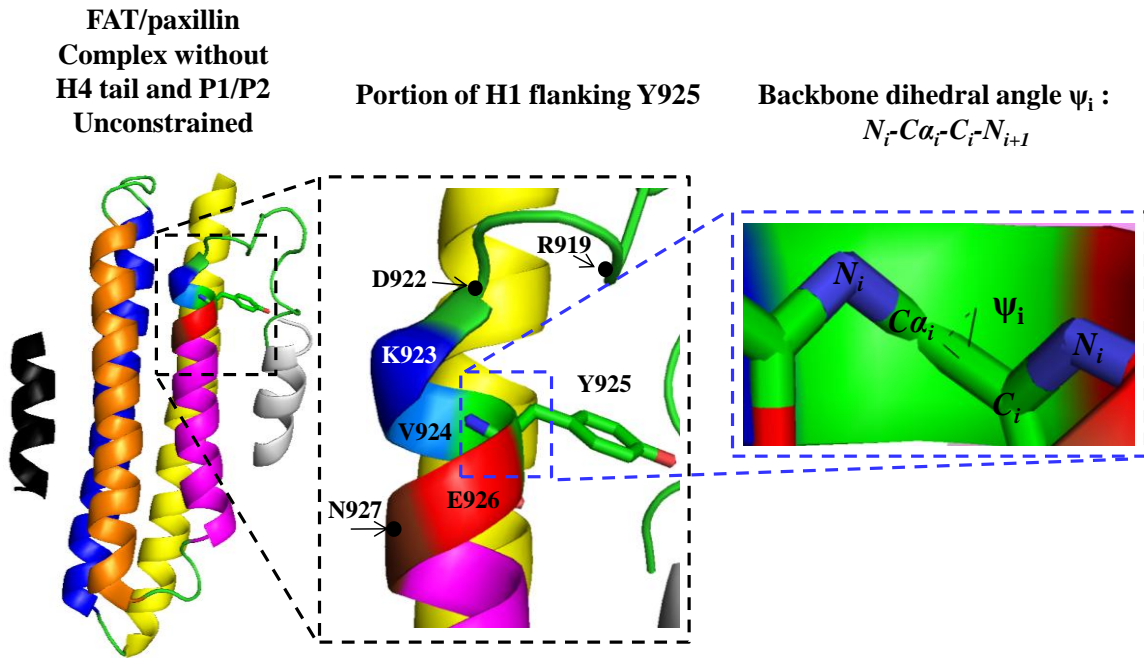 FAT/paxillin
Complex without
H4 tail and P1/P2
Unconstrained
Portion of H1 flanking Y925
Backbone dihedral angle ψi :
Ni-Cαi-Ci-Ni+1
R919
D922
K923
Y925
V924
E926
N927
Ni
Cαi
ψi
Ni
Ci